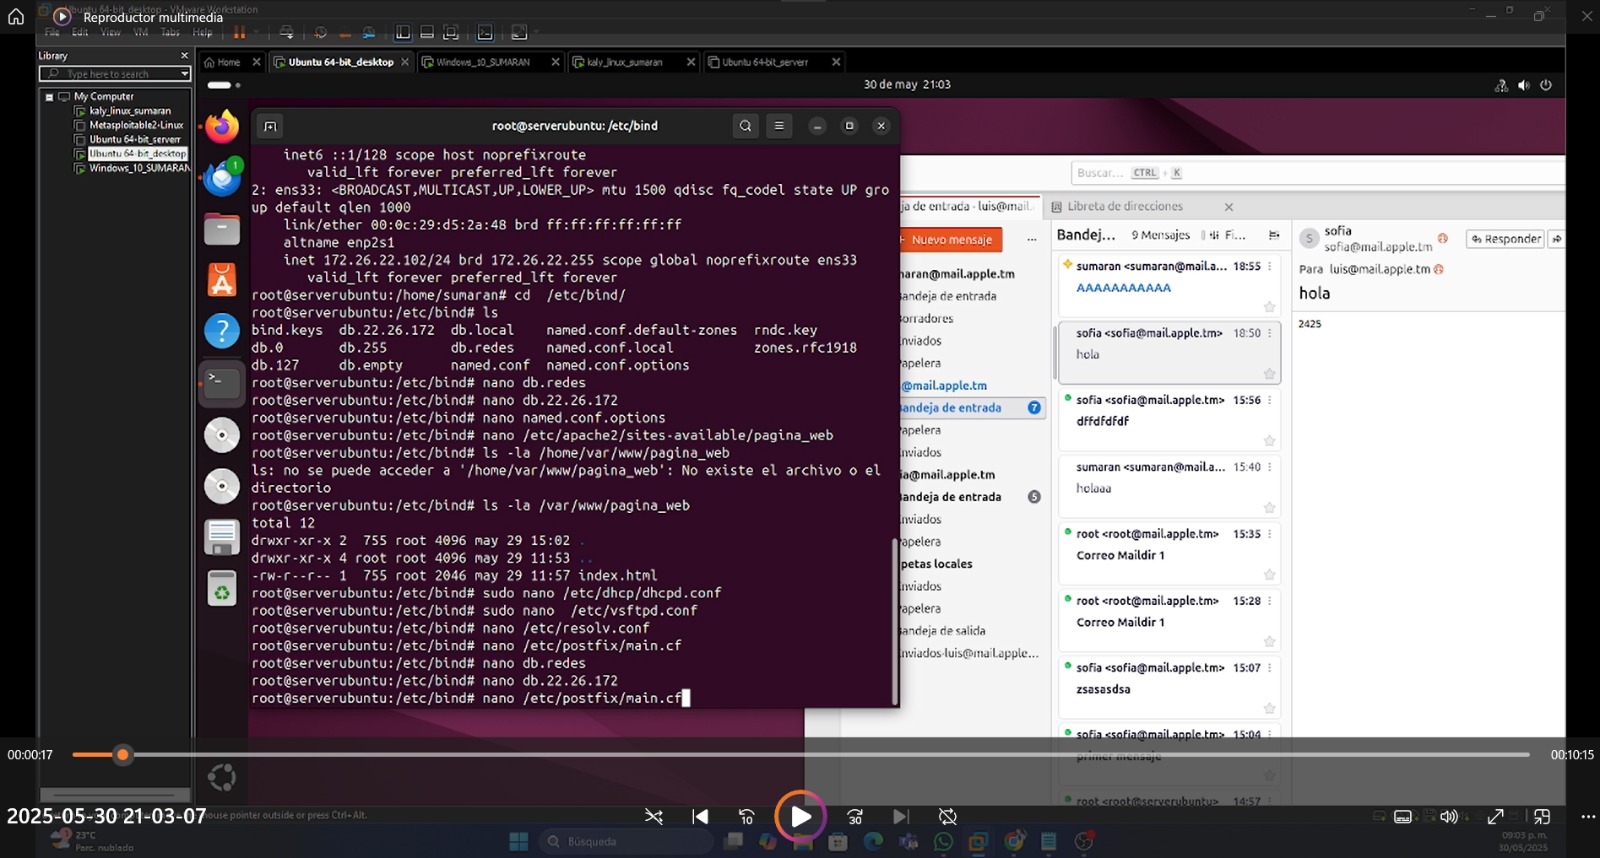 Reproductor multimedia
File Edit View VM Tabs Help
Library
Type here to search
My Computer
kaly_linux_sumaran
Metasploitable2-Linux
Ubuntu 64-bit_serverr
Ubuntu 64-bit_desktop
Windows_10_SUMARAN
Home
Ubuntu 64-bit_desktop
Windows_10_SUMARAN
kaly_linux_sumaran
Ubuntu 64-bit_serverr
30 de may 21:03
root@serverubuntu: /etc/bind
inet6 ::1/128 scope host noprefixroute
valid_lft forever preferred_lft forever
2: ens33: <BROADCAST,MULTICAST,UP,LOWER_UP> mtu 1500 qdisc fq_codel state UP gro
up default qlen 1000
link/ether 00:0c:29:d5:2a:48 brd ff:ff:ff:ff:ff:ff
altname enp2s1
inet 172.26.22.102/24 brd 172.26.22.255 scope global noprefixroute ens33
valid_lft forever preferred_lft forever
root@serverubuntu:/home/sumaran# cd  /etc/bind/
root@serverubuntu:/etc/bind# ls
bind.keys  db.22.26.172  db.local    named.conf.default-zones  rndc.key
db.0       db.255        db.redes    named.conf.local          zones.rfc1918
db.127     db.empty      named.conf  named.conf.options
root@serverubuntu:/etc/bind# nano db.redes
root@serverubuntu:/etc/bind# nano db.22.26.172
root@serverubuntu:/etc/bind# nano named.conf.options
root@serverubuntu:/etc/bind# nano /etc/apache2/sites-available/pagina_web
root@serverubuntu:/etc/bind# ls -la /home/var/www/pagina_web
ls: no se puede acceder a '/home/var/www/pagina_web': No existe el archivo o el
directorio
root@serverubuntu:/etc/bind# ls -la /var/www/pagina_web
total 12
drwxr-xr-x 2  755 root 4096 may 29 15:02 .
drwxr-xr-x 4 root root 4096 may 29 11:53 ..
-rw-r--r-- 1  755 root 2046 may 29 11:57 index.html
root@serverubuntu:/etc/bind# sudo nano /etc/dhcp/dhcpd.conf
root@serverubuntu:/etc/bind# sudo nano  /etc/vsftpd.conf
root@serverubuntu:/etc/bind# nano /etc/resolv.conf
root@serverubuntu:/etc/bind# nano /etc/postfix/main.cf
root@serverubuntu:/etc/bind# nano db.redes
root@serverubuntu:/etc/bind# nano db.22.26.172
root@serverubuntu:/etc/bind# nano /etc/postfix/main.cf
Buscar... CTRL + K
ja de entrada - luis@mail.
Libreta de direcciones
+ Nuevo mensaje ...
maran@mail.apple.tm
andeja de entrada
orradores
nviados
apelera
s@mail.apple.tm
andeja de entrada 7
apelera
nviados
a@mail.apple.tm
andeja de entrada 5
nviados
apelera
petas locales
nviados
apelera
andeja de salida
nviados-luis@mail.apple...
Bandej... 9 Mensajes Fi...
sumaran <sumaran@mail.a... 18:55
AAAAAAAAAAA
sofia <sofia@mail.apple.tm> 18:50
hola
sofia <sofia@mail.apple.tm> 15:56
dffdfdfdf
sumaran <sumaran@mail.a... 15:40
holaaa
root <root@mail.apple.tm> 15:35
Correo Maildir 1
root <root@mail.apple.tm> 15:28
Correo Maildir 1
sofia <sofia@mail.apple.tm> 15:07
zsasasdsa
sofia <sofia@mail.apple.tm> 15:04
primer mensaje
root <root@serverubuntu> 14:57
S
sofia
sofia@mail.apple.tm
Responder
Para luis@mail.apple.tm
hola
2425
00:00:17
00:10:15
2025-05-30 21-03-07
mouse pointer outside or press Ctrl+Alt.
10
30
23°C
Parc. nublado
Búsqueda
09:03 p. m.
30/05/2025